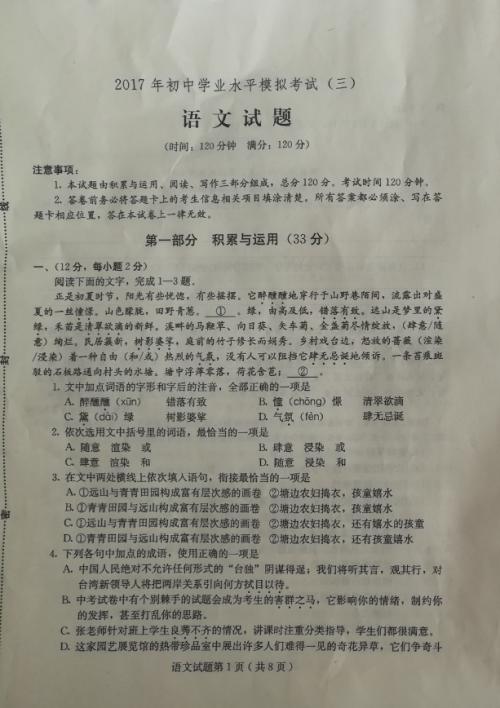 2017年初中学业水平模拟考试（三）
语文试题
（时间：120分钟 满分：120分）
注意事项：
1. 本试题由积累与运用、阅读、写作三部分组成，总分120分。考试时间120分钟。
2. 答卷前务必将答题卡上的考生信息相关项目填涂清楚。所有答案都必须涂、写在答
题卡相应位置，答在本试卷上一律无效。
第一部分 积累与运用（33分）
一、（12分，每小题2分）
阅读下面的文字，完成1—3题。
正是初夏时节，阳光有些恍惚，有些摇摆。它醉醺醺地穿行于山野巷陌间，流露出对盛
夏的一丝憧憬。山色朦胧，田野青葱。 ① 。绿，由高及低，错落有致。远山是梦里的黛
绿，禾苗是清翠欲滴的新鲜。溪畔的马鞭草、向日葵、矢车菊、金盏菊尽情绽放，（肆意/随
意）绚烂。民居藏新，树影婆挲，庭前的竹子修长而娟秀。乡村戏台边，怒放的蔷薇（渲染
/浸染）着一种自由（和/或）热烈的气氛，没有人可以阻挡它肆无忌诞地倾诉。一条苔痕斑
驳的石板路通向村头的水塘。塘中浮萍零落，荷花含苞； ② 。
1. 文中加点词语的字形和字后的注音，全部正确的一项是
A. 醉醺醺（xūn） 错落有致 B. 憧（chōng）憬 清翠欲滴
C. 黛（dài）绿 树影婆挲 D. 气氛（fèn） 肆无忌诞
2. 依次选用文中括号里的词语，最恰当的一项是
A. 随意 渲染 或 B. 肆意 浸染 或
C. 肆意 渲染 和 D. 随意 浸染 和
3. 在文中两处横线上依次填入语句，衔接最恰当的一项是
A. ①远山与青青田园构成富有层次感的画卷 ②塘边农妇捣衣，孩童嬉水
B. ①青青田园与远山构成富有层次感的画卷 ②塘边农妇捣衣，孩童嬉水
C. ①远山与青青田园构成富有层次感的画卷 ②塘边农妇捣衣，还有嬉水的孩童
D. ①青青田园与远山构成富有层次感的画卷 ②塘边农妇捣衣，还有孩童嬉水
4. 下列各句中加点的成语，使用正确的一项是
A. 中国人民绝对不允许任何形式的“台独”阴谋得逞；我们将听其言，观其行，对
台湾新领导人将把两岸关系引向何方拭目以待。
B. 中考试卷中有个别棘手的试题会成为考生的害群之马，它影响你的情绪，制约你
的发挥，甚至打乱你的思路。
C. 张老师针对班上学生良莠不齐的情况，讲课时注重分类指导，学生们都很满意。
D. 这家园艺展览馆的热带珍品室中展出许多人们难得一见的奇花异草，它们争奇斗
语文试题第1页（共8页）